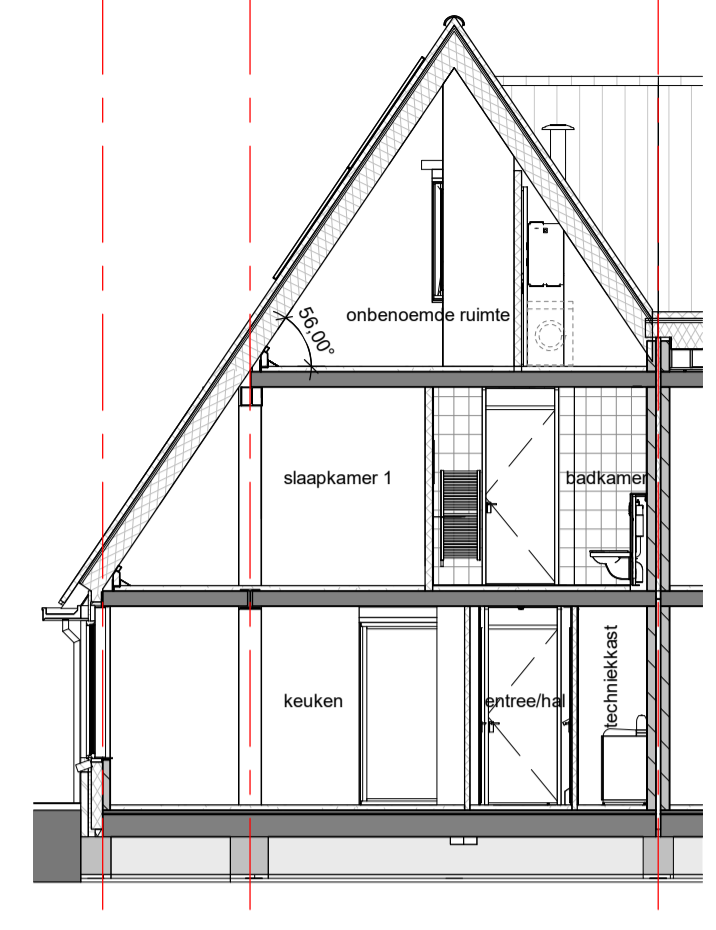 56,00°
onbenoemde ruimte
slaapkamer 1
badkamer
keuken
entree/hal
techniekkast